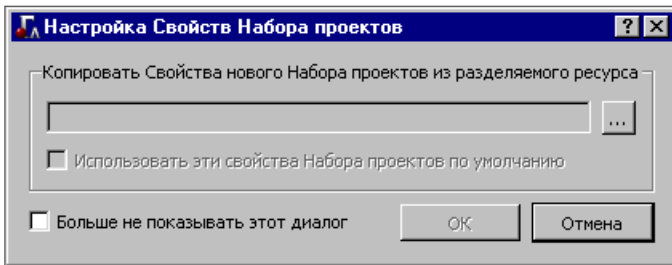 Настройка Свойств Набора проектов
Копировать Свойства нового Набора проектов из разделяемого ресурса
...
Использовать эти свойства Набора проектов по умолчанию
Больше не показывать этот диалог
OK
Отмена